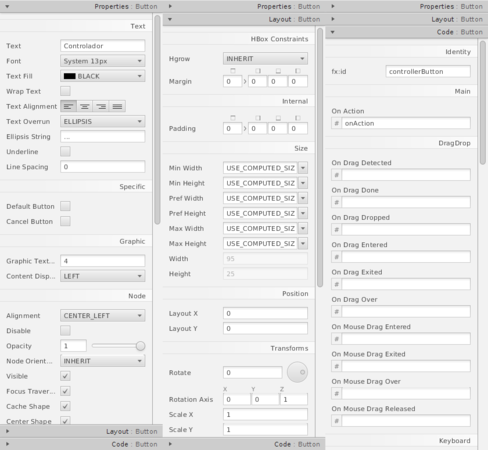 Properties : Button
Text
Text Controlador
Font System 13px
Text Fill BLACK
Wrap Text
Text Alignment
Text Overrun ELLIPSIS
Ellipsis String ...
Underline
Line Spacing 0
Specific
Default Button
Cancel Button
Graphic
Graphic Text... 4
Content Disp... LEFT
Node
Alignment CENTER_LEFT
Disable
Opacity 1
Node Orient... INHERIT
Visible
Focus Traver...
Cache Shape
Center Shape
Layout : Button
Code : Button
Properties : Button
Layout : Button
HBox Constraints
Hgrow INHERIT
Margin 0 0 0 0
Internal
Padding 0 0 0 0
Size
Min Width USE_COMPUTED_SIZ
Min Height USE_COMPUTED_SIZ
Pref Width USE_COMPUTED_SIZ
Pref Height USE_COMPUTED_SIZ
Max Width USE_COMPUTED_SIZ
Max Height USE_COMPUTED_SIZ
Width 95
Height 25
Position
Layout X 0
Layout Y 0
Transforms
Rotate 0
X Y Z
Rotation Axis 0 0 1
Scale X 1
Scale Y 1
Code : Button
Properties : Button
Layout : Button
Code : Button
Identity
fx:id controllerButton
Main
On Action
# onAction
DragDrop
On Drag Detected
#
On Drag Done
#
On Drag Dropped
#
On Drag Entered
#
On Drag Exited
#
On Drag Over
#
On Mouse Drag Entered
#
On Mouse Drag Exited
#
On Mouse Drag Over
#
On Mouse Drag Released
#
Keyboard